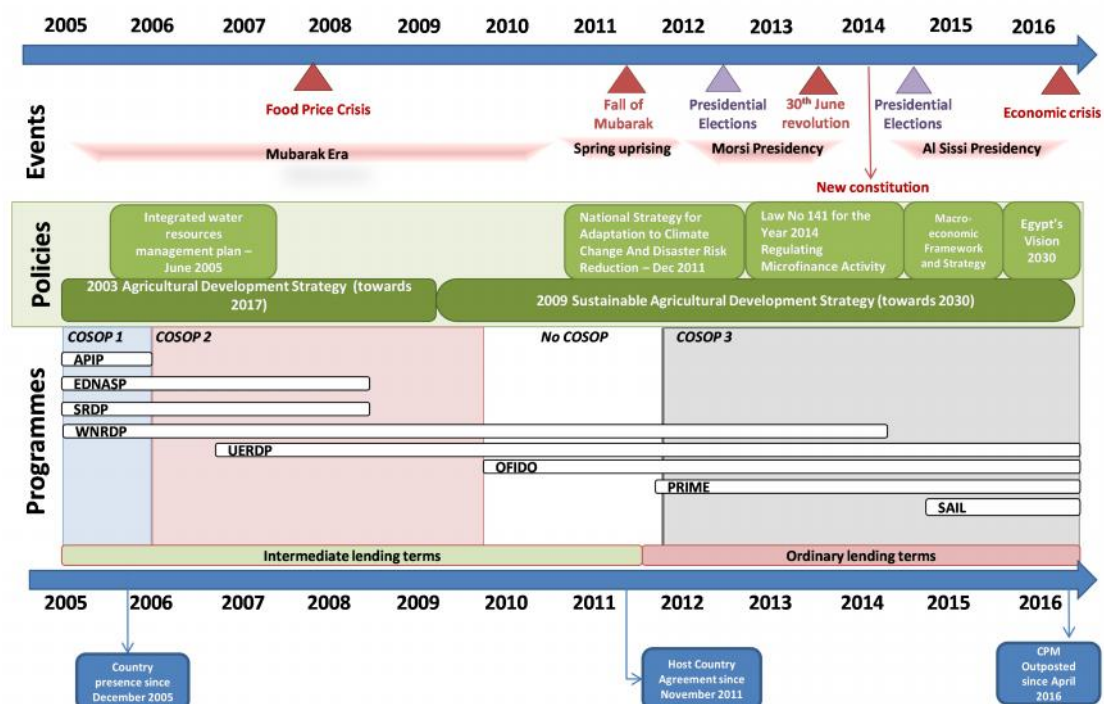 2005 2006 2007 2008 2009 2010 2011 2012 2013 2014 2015 2016
Events
Food Price Crisis
Fall of
Mubarak
Presidential
Elections
30th June
revolution
Presidential
Elections
Economic crisis
Mubarak Era
Spring uprising
Morsi Presidency
Al Sissi Presidency
New constitution
Policies
Integrated water
resources
management plan –
June 2005
National Strategy for
Adaptation to Climate
Change And Disaster Risk
Reduction – Dec 2011
Law No 141 for the
Year 2014
Regulating
Microfinance Activity
Macro-
economic
Framework
and Strategy
Egypt's
Vision
2030
2003 Agricultural Development Strategy (towards
2017)
2009 Sustainable Agricultural Development Strategy (towards 2030)
Programmes
COSOP 1
COSOP 2
No COSOP
COSOP 3
APIP
EDNASP
SRDP
WNRDP
UERDP
OFIDO
PRIME
SAIL
Intermediate lending terms
Ordinary lending terms
2005 2006 2007 2008 2009 2010 2011 2012 2013 2014 2015 2016
Country
presence since
December 2005
Host Country
Agreement since
November 2011
CPM
Outposted
since April
2016